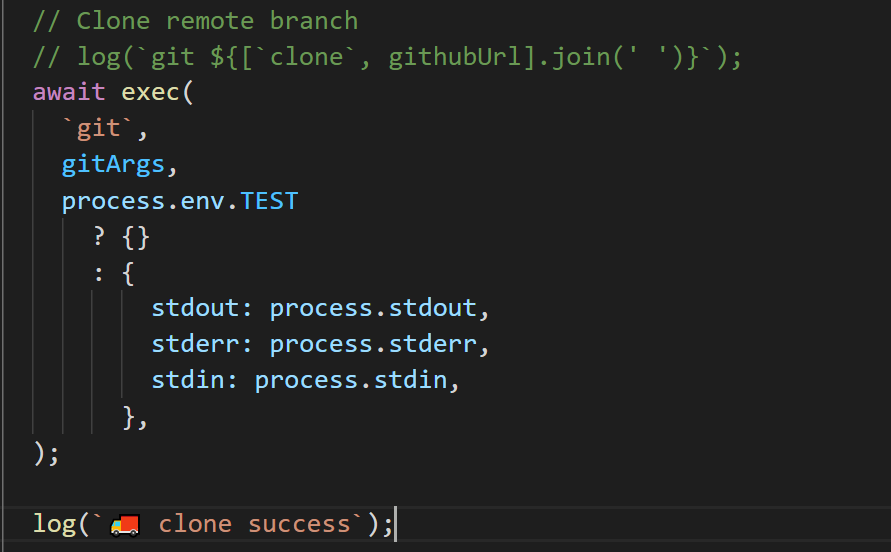 // Clone remote branch
// log(`git ${[`clone`, githubUrl].join(' ')}`);
await exec(
`git`,
gitArgs,
process.env.TEST
? {}
: {
stdout: process.stdout,
stderr: process.stderr,
stdin: process.stdin,
},
);
log(`🚚 clone success`);